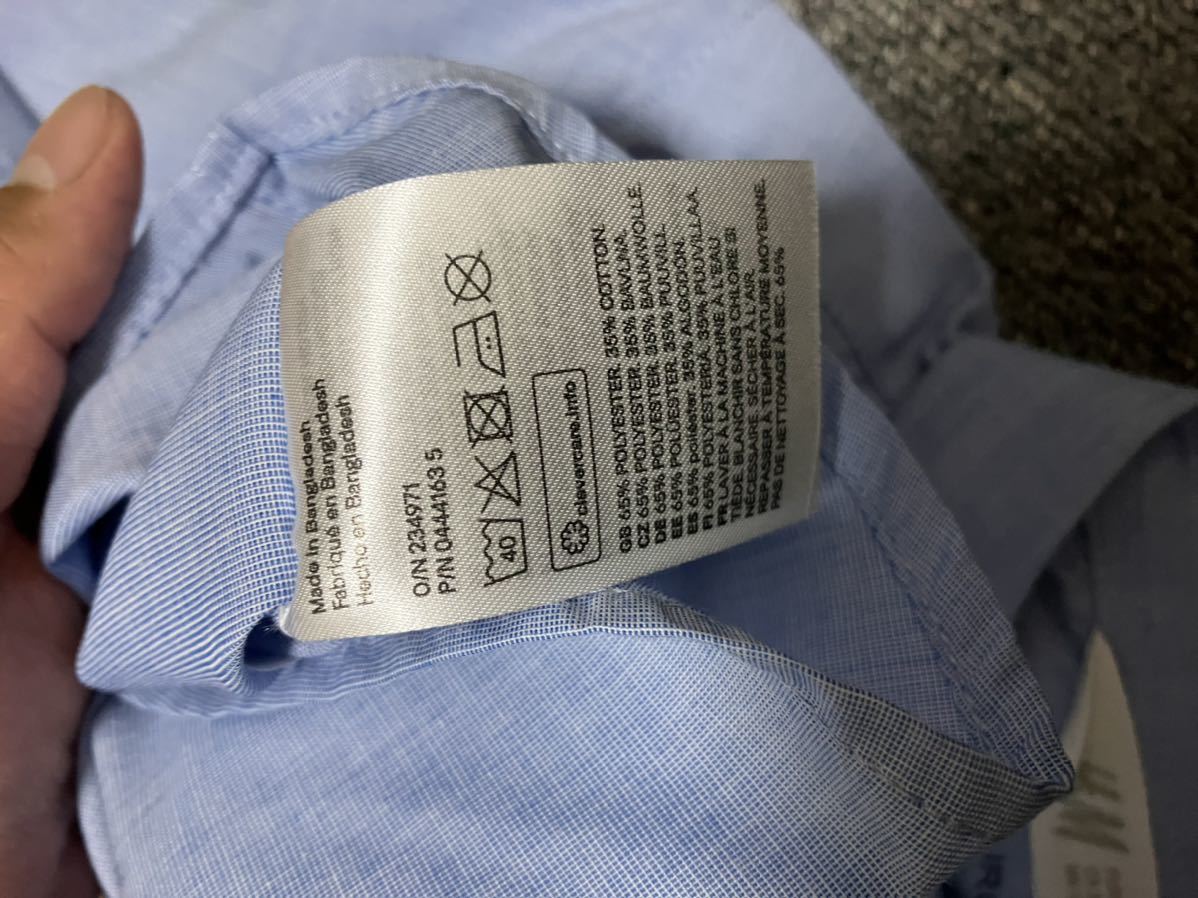 Made in Bangladesh
Fabriqué en Bangladesh
Hecho en Bangladesh
O/N 234971
P/N 0444163 5
40
clevercare.info
GB 65% POLYESTER. 35% COTTON.
CZ 65% POLYESTER. 35% BAVLNA.
DE 65% POLYESTER. 35% BAUMWOLLE
EE 65% POLUESTER. 35% PUUVILL.
ES 65% poliéster. 35% ALGODÓN.
FI 65% POLYESTERIÄ. 35% PUUVILLAA
FR LAVER À LA MACHINE À L'EAU
TIÈDE BLANCHIR SANS CHLORE SI
NÉCESSAIRE SÉCHER À L'AIR
REPASSER À TEMPÉRATURE MOYENNE.
PAS DE NETTOYAGE À SEC. 65%